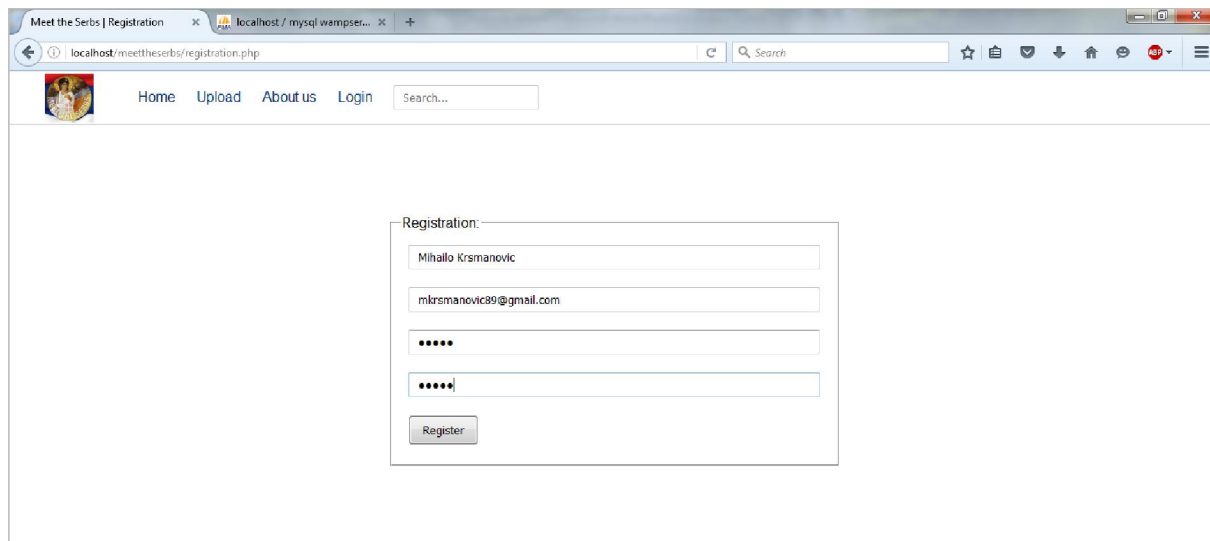 Meet the Serbs | Registration
localhost / mysql wampser...
localhost/meettheserbs/registration.php
Search
ABP
Home Upload About us Login Search...
Registration:
Mihailo Krsmanovic
mkrsmanovic89@gmail.com
●●●●●
●●●●●
Register